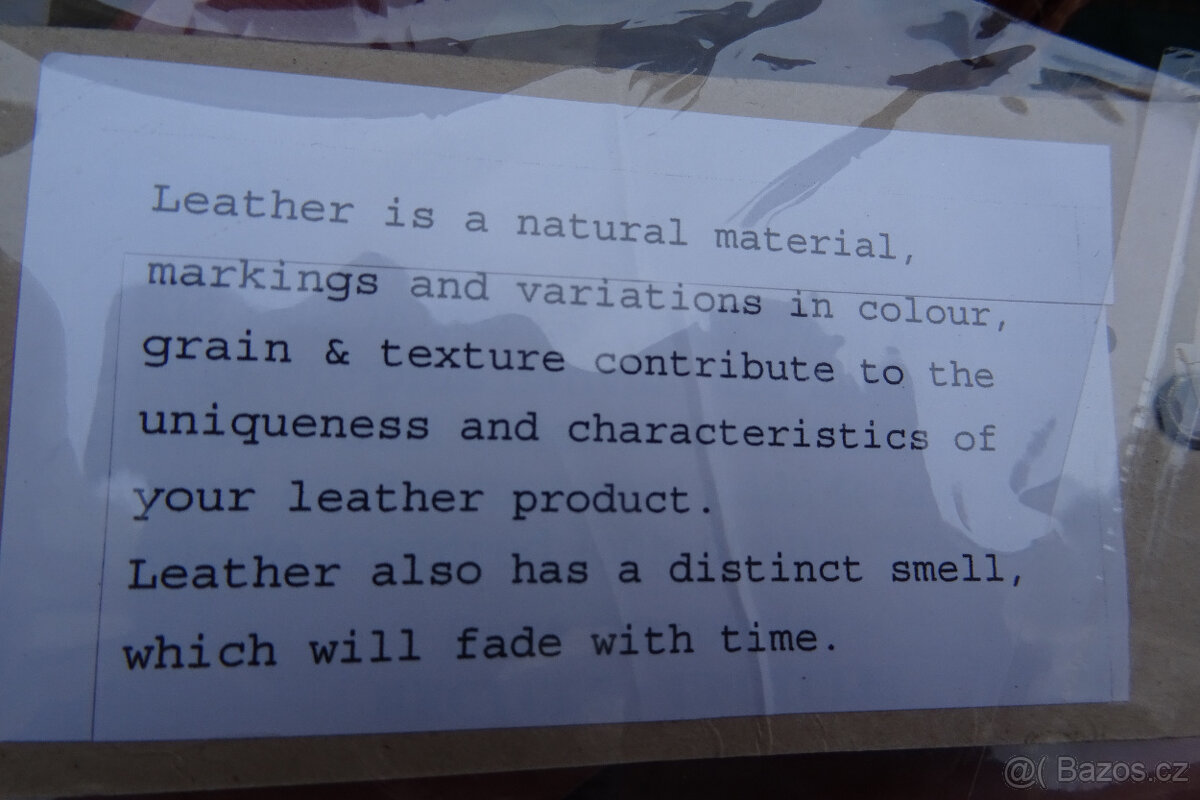 Leather is a natural material,
markings and variations in colour,
grain & texture contribute to the
uniqueness and characteristics of
your leather product.
Leather also has a distinct smell,
which will fade with time.
@( Bazos.cz